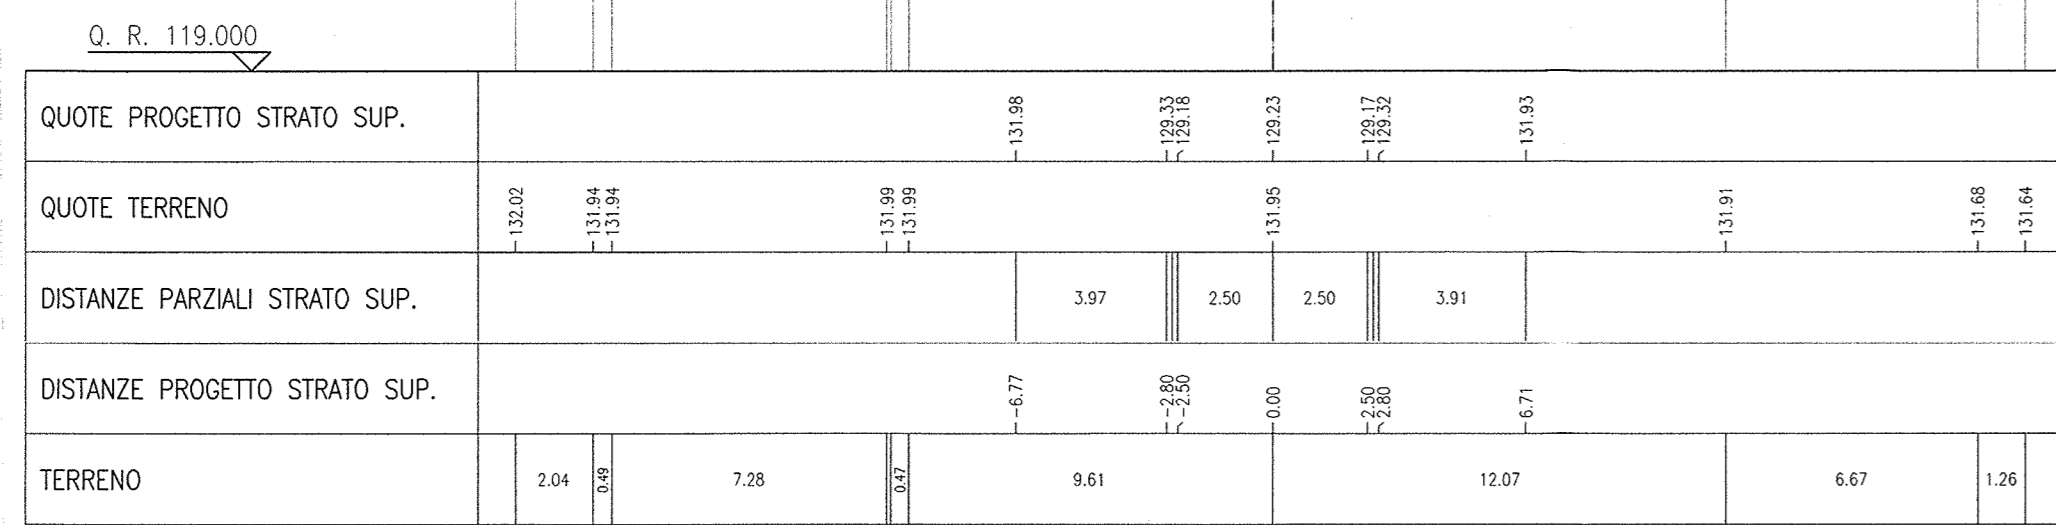 Q. R. 119.000
QUOTE PROGETTO STRATO SUP. 131.98 129.33 129.18 129.23 129.17 129.32 131.93
QUOTE TERRENO 132.02 131.94 131.94 131.99 131.99 131.95 131.91 131.68 131.64
DISTANZE PARZIALI STRATO SUP. 3.97 2.50 2.50 3.91
DISTANZE PROGETTO STRATO SUP. -6.77 -2.80 -2.50 0.00 2.50 2.80 6.71
TERRENO 2.04 0.49 7.28 0.47 9.61 12.07 6.67 1.26